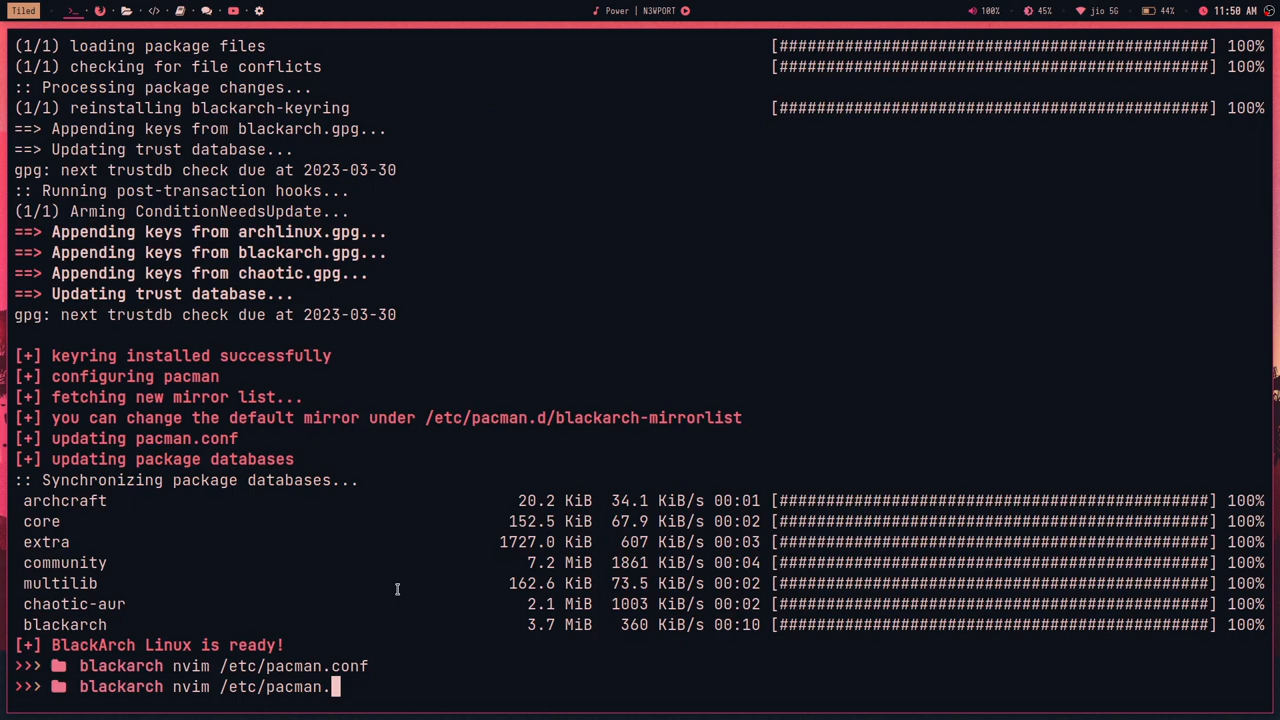 Tiled
Power | N3WPORT
100%
45%
jio 5G
44%
11:50 AM
(1/1) loading package files [##############################################] 100%
(1/1) checking for file conflicts [##############################################] 100%
:: Processing package changes...
(1/1) reinstalling blackarch-keyring [##############################################] 100%
==> Appending keys from blackarch.gpg...
==> Updating trust database...
gpg: next trustdb check due at 2023-03-30
:: Running post-transaction hooks...
(1/1) Arming ConditionNeedsUpdate...
==> Appending keys from archlinux.gpg...
==> Appending keys from blackarch.gpg...
==> Appending keys from chaotic.gpg...
==> Updating trust database...
gpg: next trustdb check due at 2023-03-30
[+] keyring installed successfully
[+] configuring pacman
[+] fetching new mirror list...
[+] you can change the default mirror under /etc/pacman.d/blackarch-mirrorlist
[+] updating pacman.conf
[+] updating package databases
:: Synchronizing package databases...
archcraft 20.2 KiB 34.1 KiB/s 00:01 [##############################################] 100%
core 152.5 KiB 67.9 KiB/s 00:02 [##############################################] 100%
extra 1727.0 KiB 607 KiB/s 00:03 [##############################################] 100%
community 7.2 MiB 1861 KiB/s 00:04 [##############################################] 100%
multilib 162.6 KiB 73.5 KiB/s 00:02 [##############################################] 100%
chaotic-aur 2.1 MiB 1003 KiB/s 00:02 [##############################################] 100%
blackarch 3.7 MiB 360 KiB/s 00:10 [##############################################] 100%
[+] BlackArch Linux is ready!
>>> blackarch nvim /etc/pacman.conf
>>> blackarch nvim /etc/pacman.